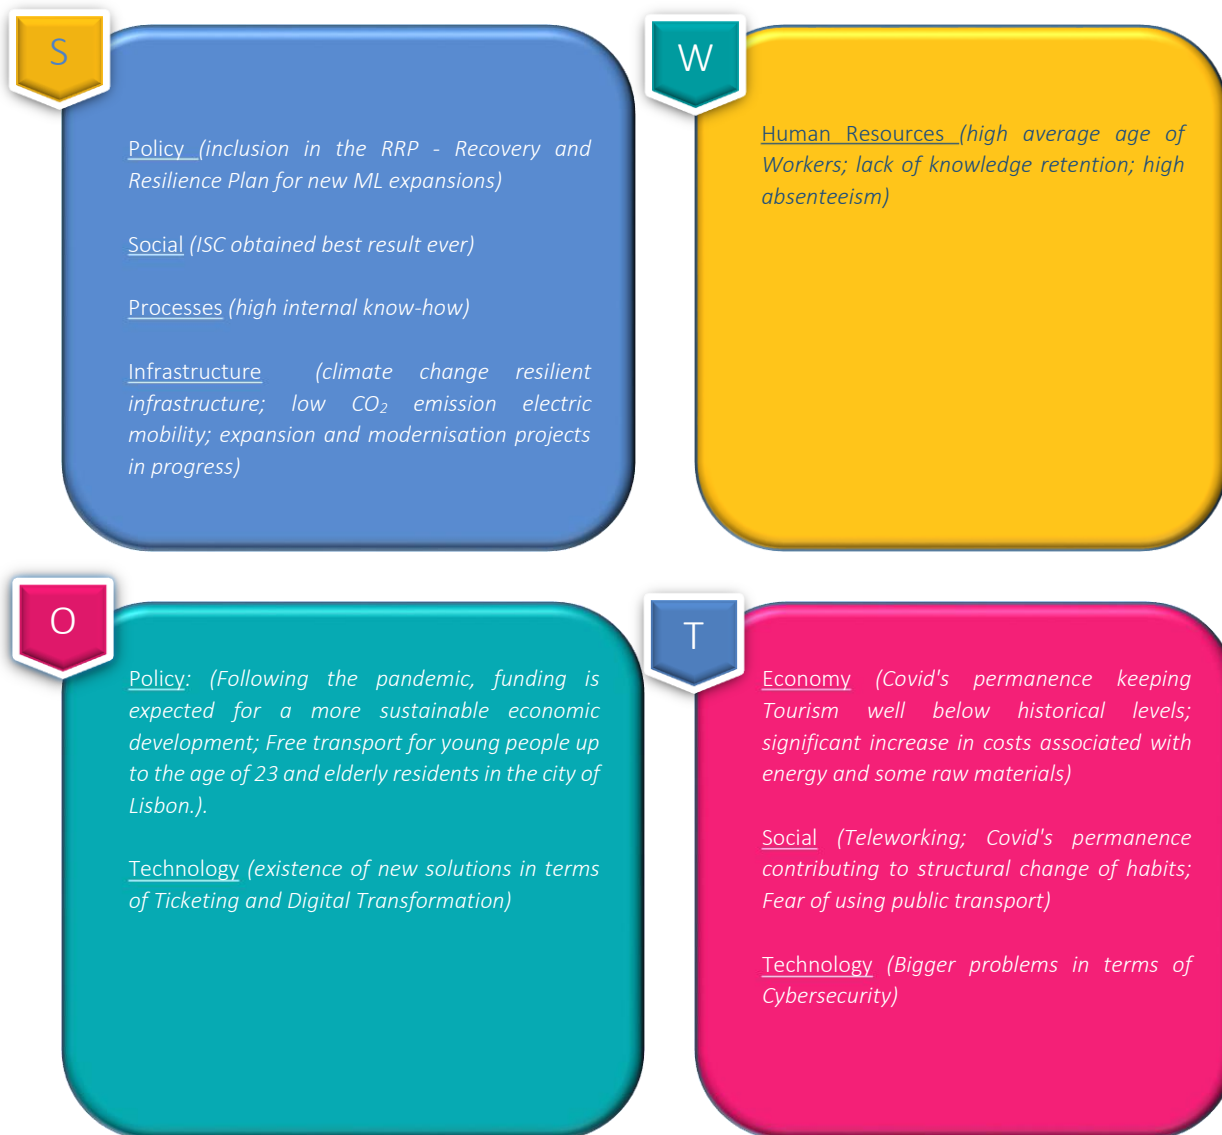 S
Policy (inclusion in the RRP - Recovery and
Resilience Plan for new ML expansions)
Social (ISC obtained best result ever)
Processes (high internal know-how)
Infrastructure (climate change resilient
infrastructure; low CO₂ emission electric
mobility; expansion and modernisation projects
in progress)
W
Human Resources (high average age of
Workers; lack of knowledge retention; high
absenteeism)
O
Policy: (Following the pandemic, funding is
expected for a more sustainable economic
development; Free transport for young people up
to the age of 23 and elderly residents in the city of
Lisbon.).
Technology (existence of new solutions in terms
of Ticketing and Digital Transformation)
T
Economy (Covid's permanence keeping
Tourism well below historical levels;
significant increase in costs associated with
energy and some raw materials)
Social (Teleworking; Covid's permanence
contributing to structural change of habits;
Fear of using public transport)
Technology (Bigger problems in terms of
Cybersecurity)